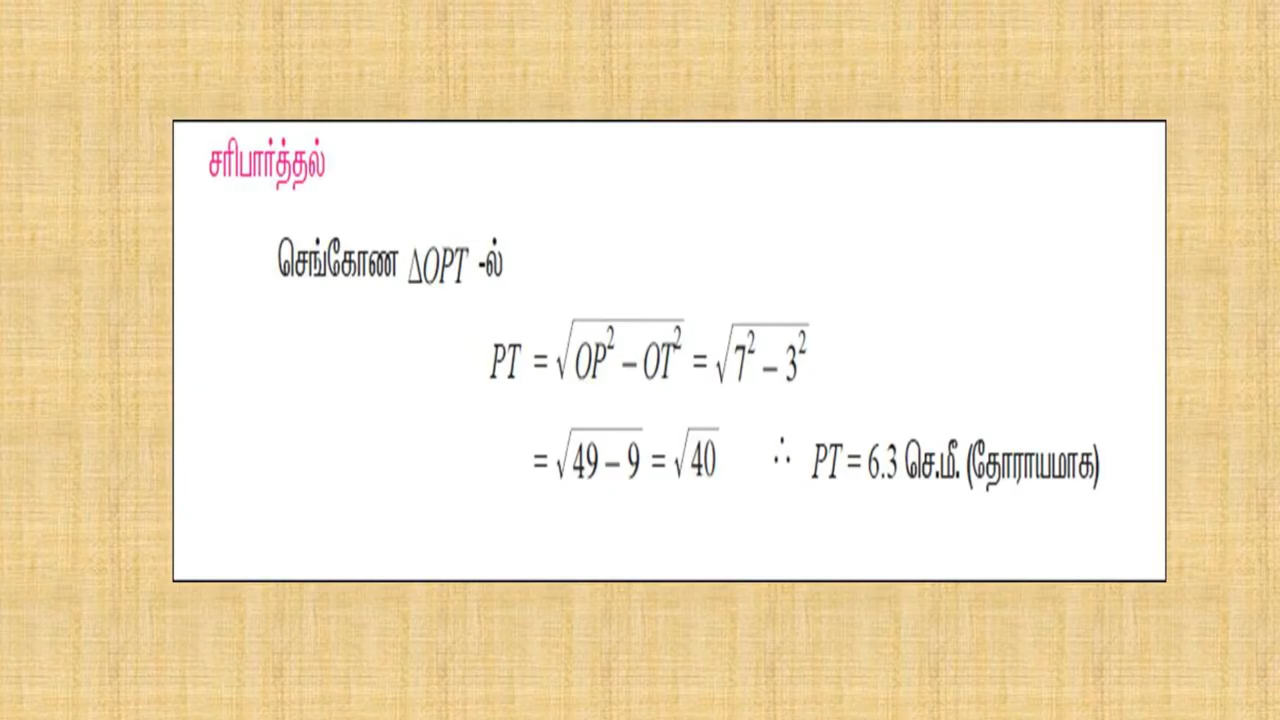 சரிபார்த்தல்
செங்கோண ΔOPT -ல்
PT = √(OP² – OT²) = √(7² – 3²)
= √(49 – 9) = √40 ∴ PT = 6.3 செ.மீ. (தோராயமாக)